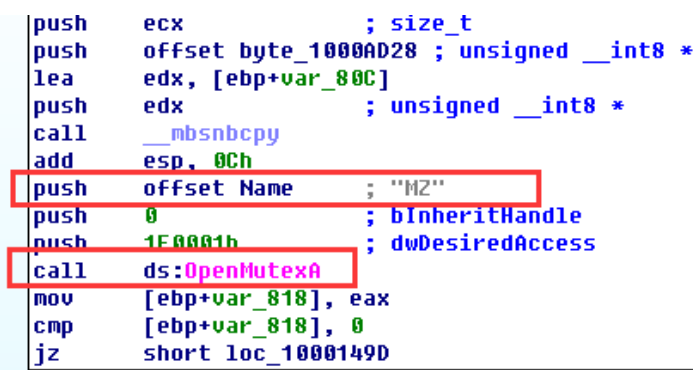 push ecx ; size_t
push offset byte_1000AD28 ; unsigned __int8 *
lea edx, [ebp+var_80C]
push edx ; unsigned __int8 *
call __mbsnbcpy
add esp, 0Ch
push offset Name ; "MZ"
push 0 ; bInheritHandle
push 1F0001h ; dwDesiredAccess
call ds:OpenMutexA
mov [ebp+var_818], eax
cmp [ebp+var_818], 0
jz short loc_1000149D